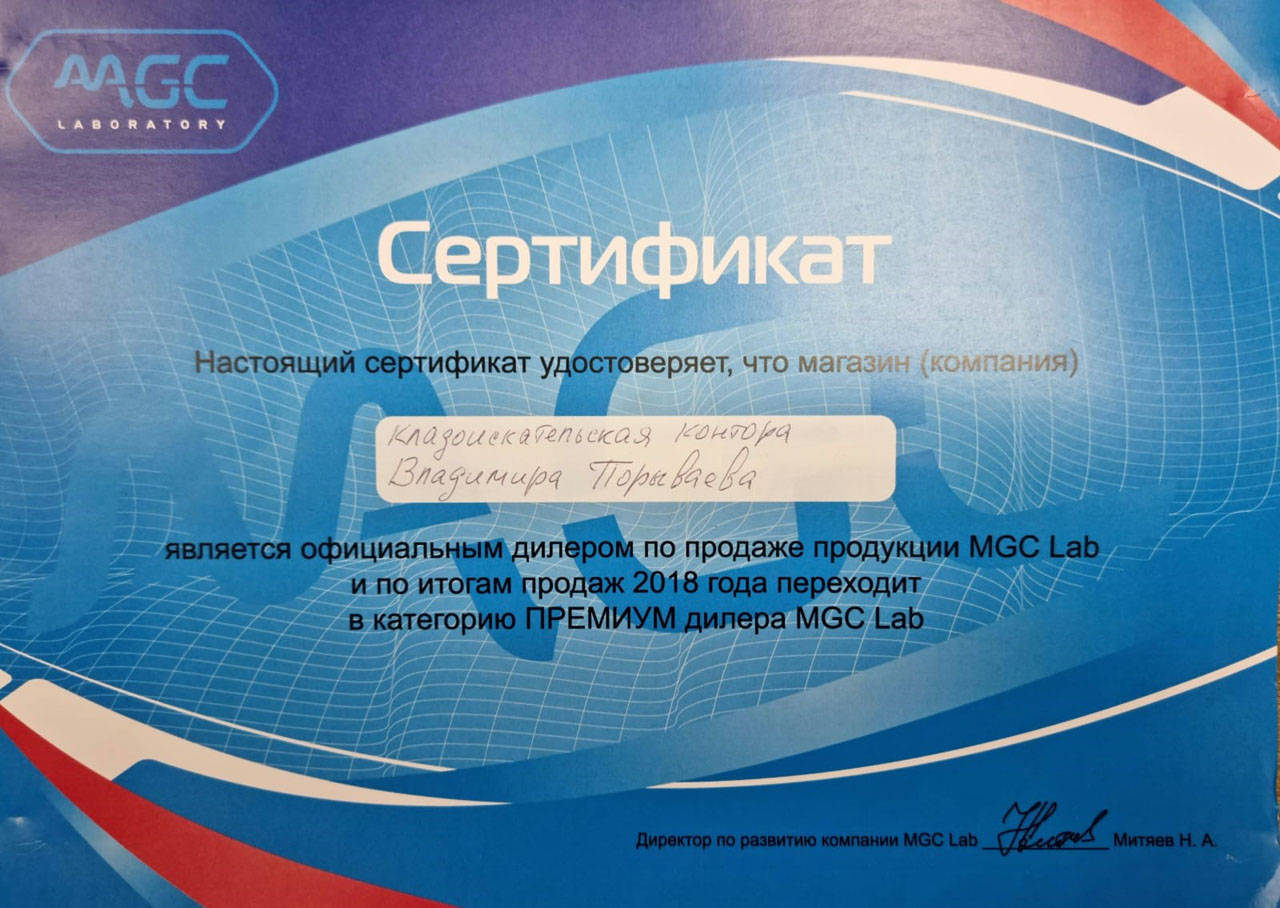 MGC
LABORATORY
Сертификат
Настоящий сертификат удостоверяет, что магазин (компания)
Кладоискательская контора
Владимира Порываева
является официальным дилером по продаже продукции MGC Lab
и по итогам продаж 2018 года переходит
в категорию ПРЕМИУМ дилера MGC Lab
Директор по развитию компании MGC Lab Митяев Н. А.